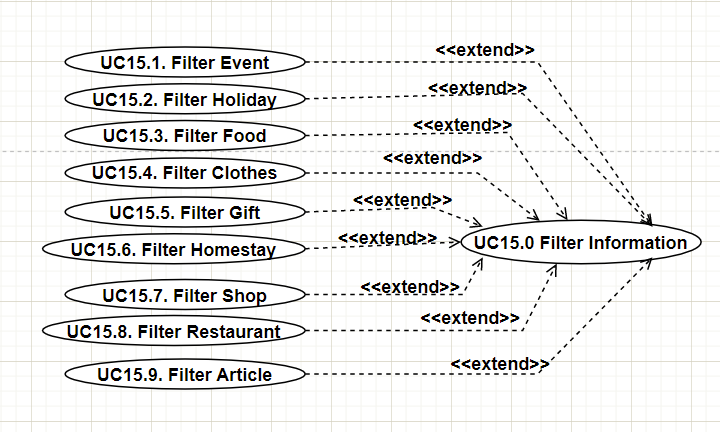 <<extend>>
UC15.1. Filter Event
<<extend>>
UC15.2. Filter Holiday
<<extend>>
UC15.3. Filter Food
<<extend>>
UC15.4. Filter Clothes
<<extend>>
UC15.5. Filter Gift
<<extend>>
UC15.6. Filter Homestay
UC15.0 Filter Information
<<extend>>
UC15.7. Filter Shop
<<extend>>
UC15.8. Filter Restaurant
<<extend>>
UC15.9. Filter Article